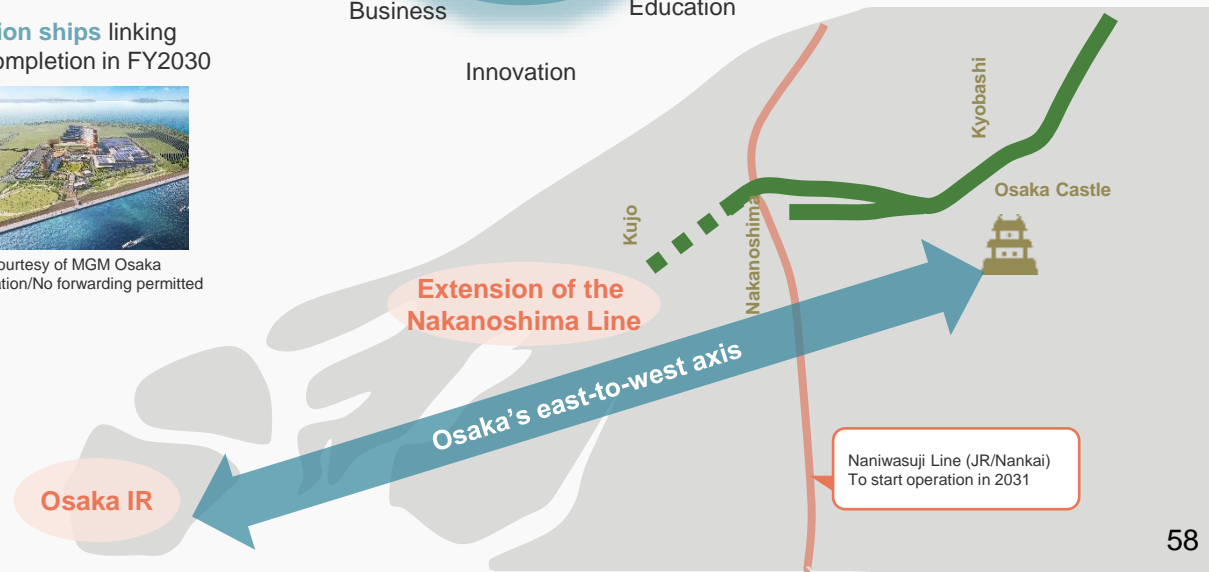 Business
Education
ion ships linking
ompletion in FY2030
Innovation
ourtesy of MGM Osaka
ation/No forwarding permitted
Kyobashi
Osaka Castle
Kujo
Nakanoshima
Extension of the
Nakanoshima Line
Osaka's east-to-west axis
Naniwasuji Line (JR/Nankai)
To start operation in 2031
Osaka IR
58